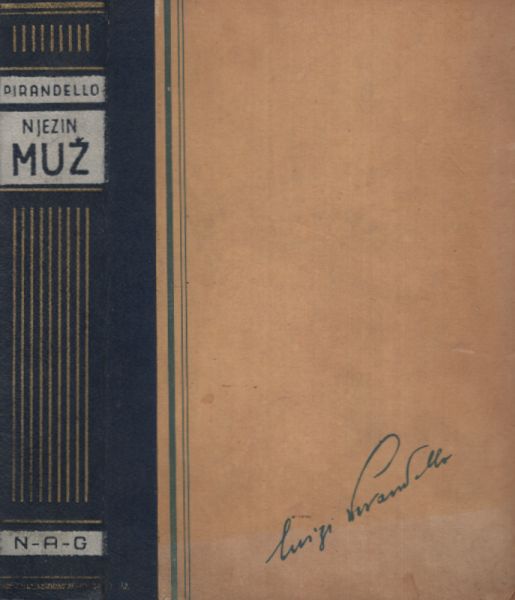 PIRANDELLO
NJEZIN
MUŽ
N-A-G
Luigi Pirandello